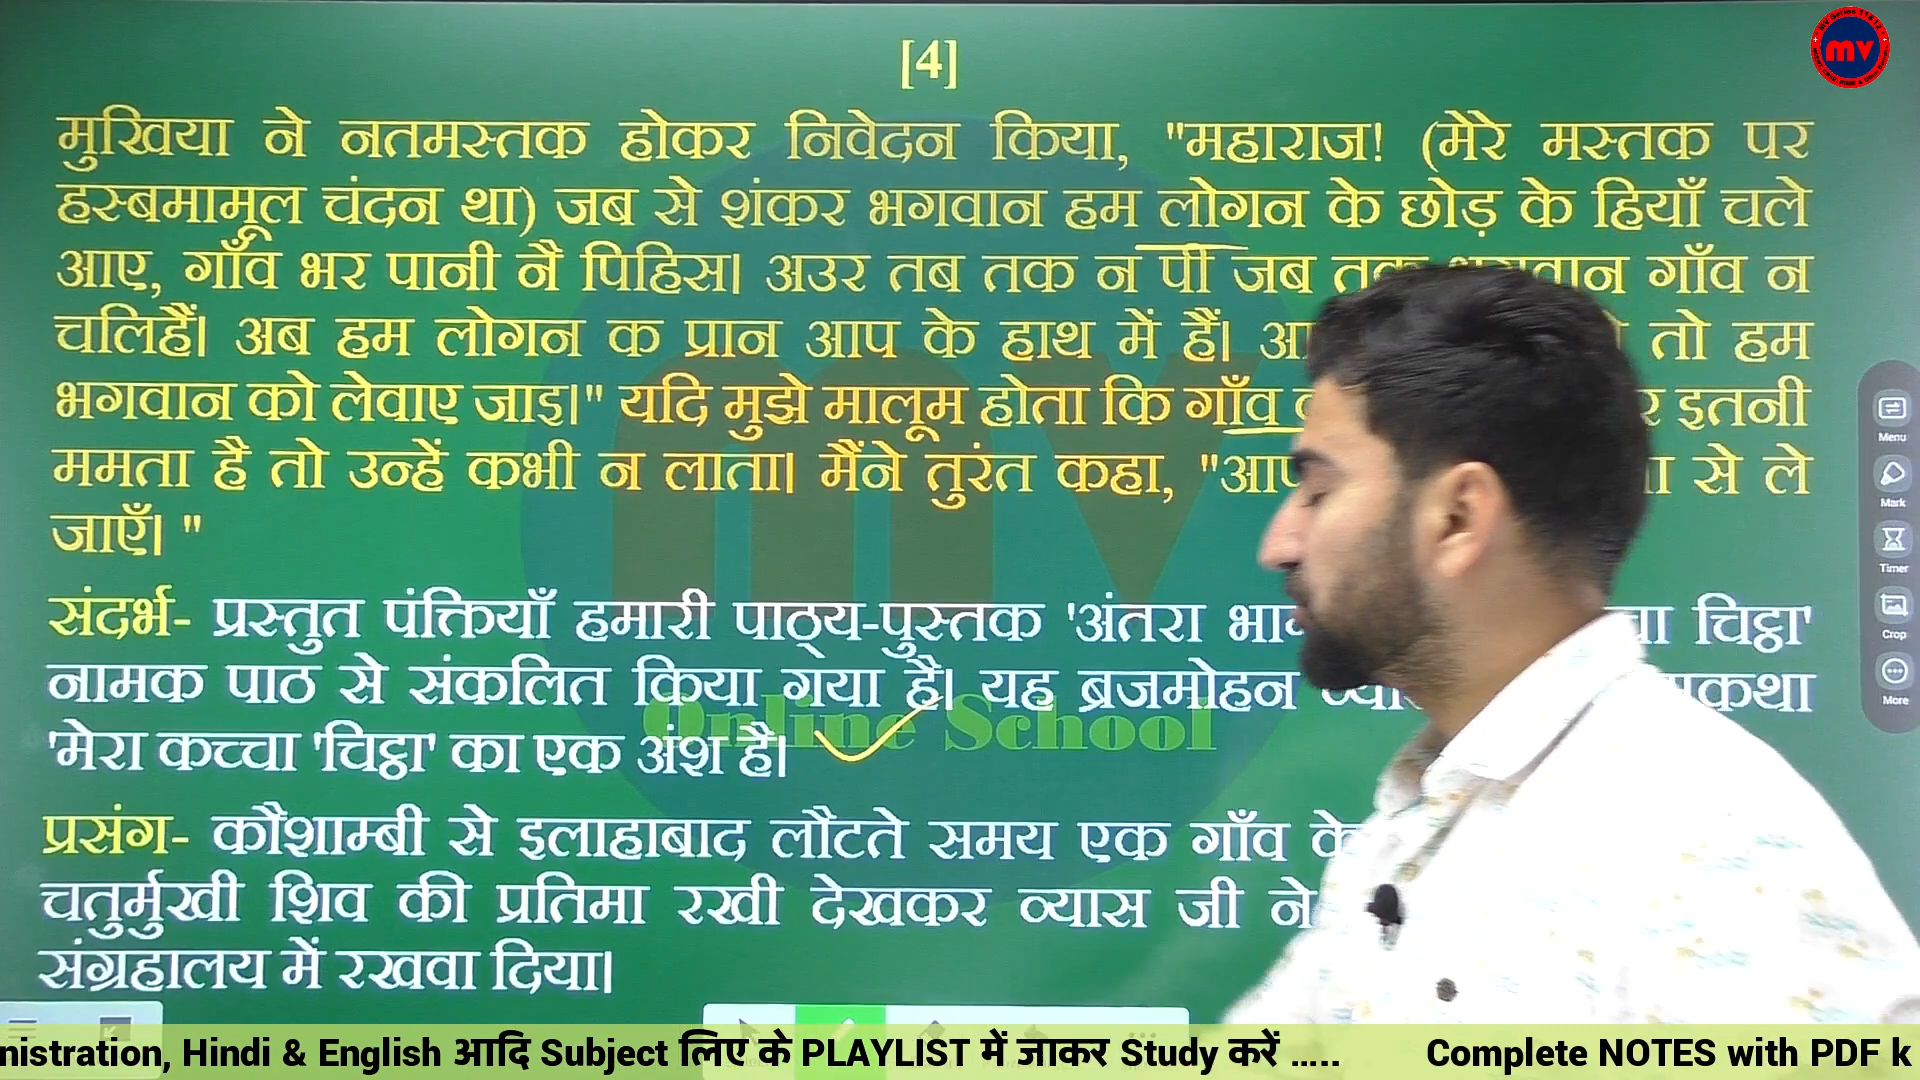 [4]
मुखिया ने नतमस्तक होकर निवेदन किया, "महाराज! (मेरे मस्तक पर
हस्बमामूल चंदन था) जब से शंकर भगवान हम लोगन के छोड़ के हियाँ चले
आए, गाँव भर पानी नै पिहिस। अउर तब तक न पी जब तक भगवान गाँव न
चलिहैं। अब हम लोगन क प्रान आप के हाथ में हैं। तो हम
भगवान को लेवाए जाइ।" यदि मुझे मालूम होता कि गाँव इतनी
ममता है तो उन्हें कभी न लाता। मैंने तुरंत कहा, "आप से ले
जाएँ। "
संदर्भ- प्रस्तुत पंक्तियाँ हमारी पाठ्य-पुस्तक 'अंतरा चिट्ठा'
नामक पाठ से संकलित किया गया है। यह ब्रजमोहन
'मेरा कच्चा 'चिट्ठा' का एक अंश है।
प्रसंग- कौशाम्बी से इलाहाबाद लौटते समय एक गाँव
चतुर्मुखी शिव की प्रतिमा रखी देखकर व्यास जी ने
संग्रहालय में रखवा दिया।
mv
Online School
mv
Menu
Mark
Timer
Crop
More
nistration, Hindi & English आदि Subject लिए के PLAYLIST में जाकर Study करें ..... Complete NOTES with PDF k